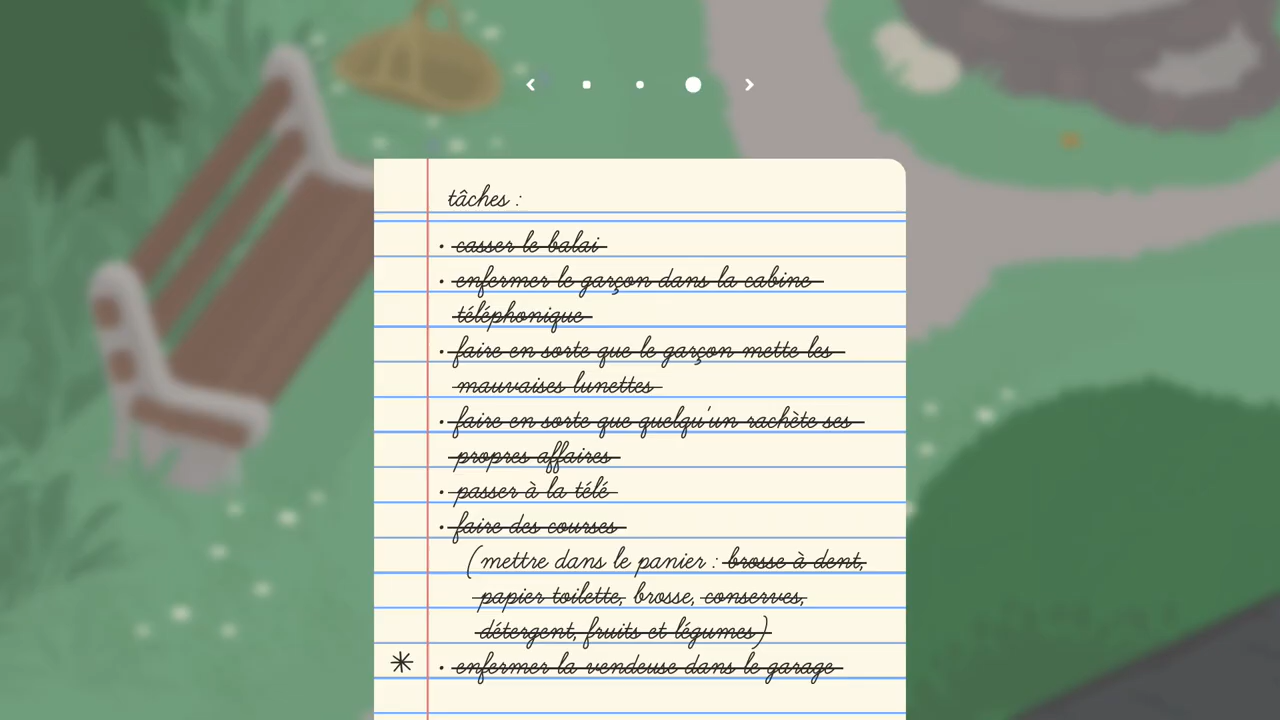 tâches :
• casser le balai
• enfermer le garçon dans la cabine
téléphonique
• faire en sorte que le garçon mette les
mauvaises lunettes
• faire en sorte que quelqu'un rachète ses
propres affaires
• passer à la télé
• faire des courses
(mettre dans le panier : brosse à dent,
papier toilette, brosse, conserves,
détergent, fruits et légumes)
• enfermer la vendeuse dans le garage